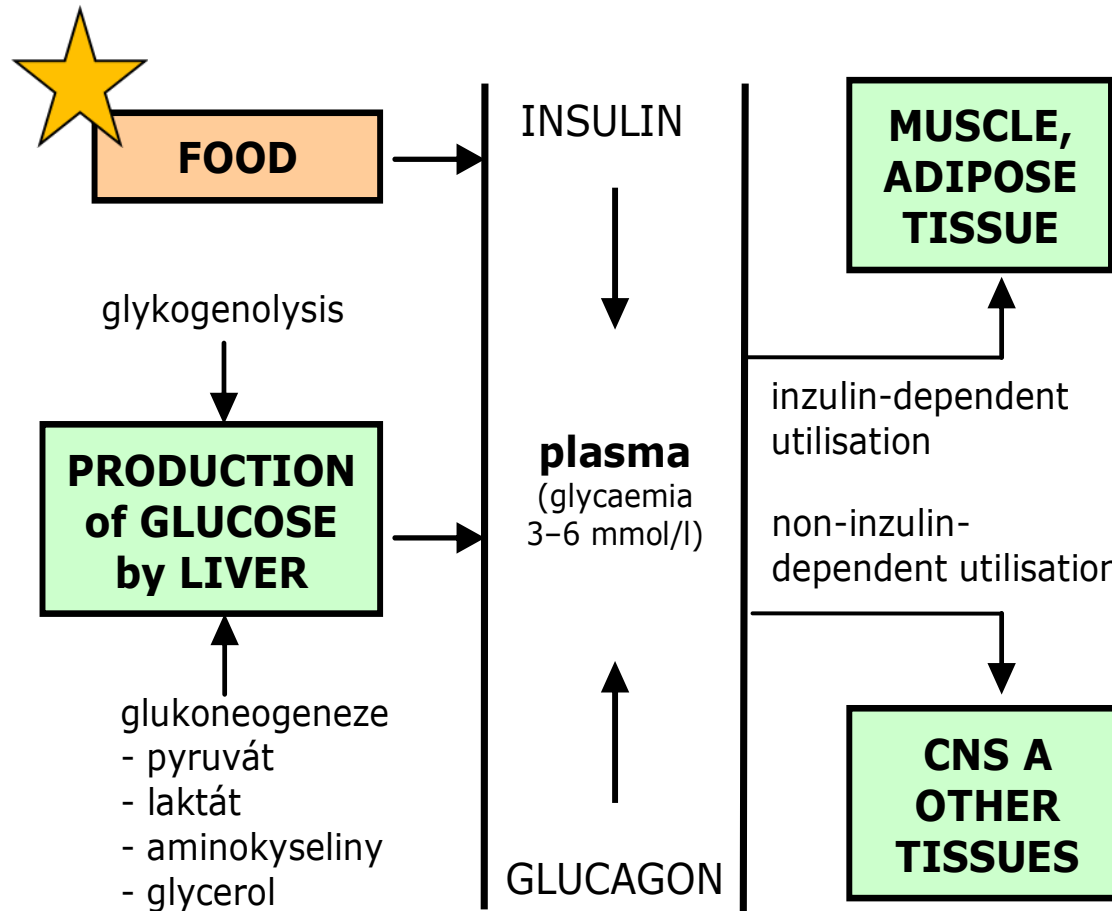 FOOD
glykogenolysis
PRODUCTION
of GLUCOSE
by LIVER
glukoneogeneze
- pyruvát
- laktát
- aminokyseliny
- glycerol
INSULIN
plasma
(glycaemia
3–6 mmol/l)
GLUCAGON
MUSCLE,
ADIPOSE
TISSUE
inzulin-dependent
utilisation
non-inzulin-
dependent utilisation
CNS A
OTHER
TISSUES